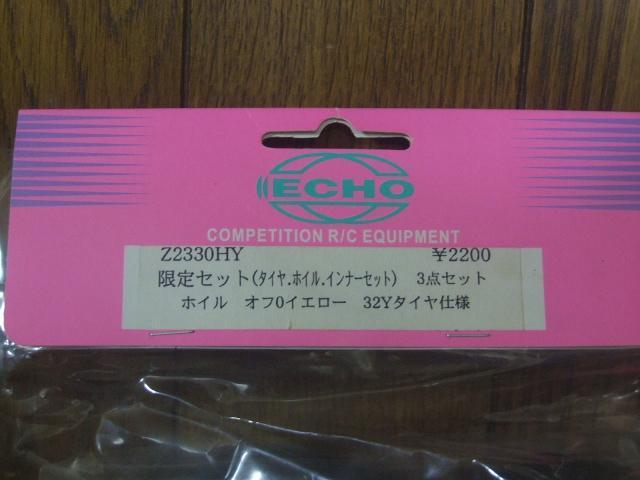 ECHO
COMPETITION R/C EQUIPMENT
Z2330HY ¥2200
限定セット(タイヤ.ホイル.インナーセット) 3点セット
ホイル オフ0イエロー 32Yタイヤ仕様